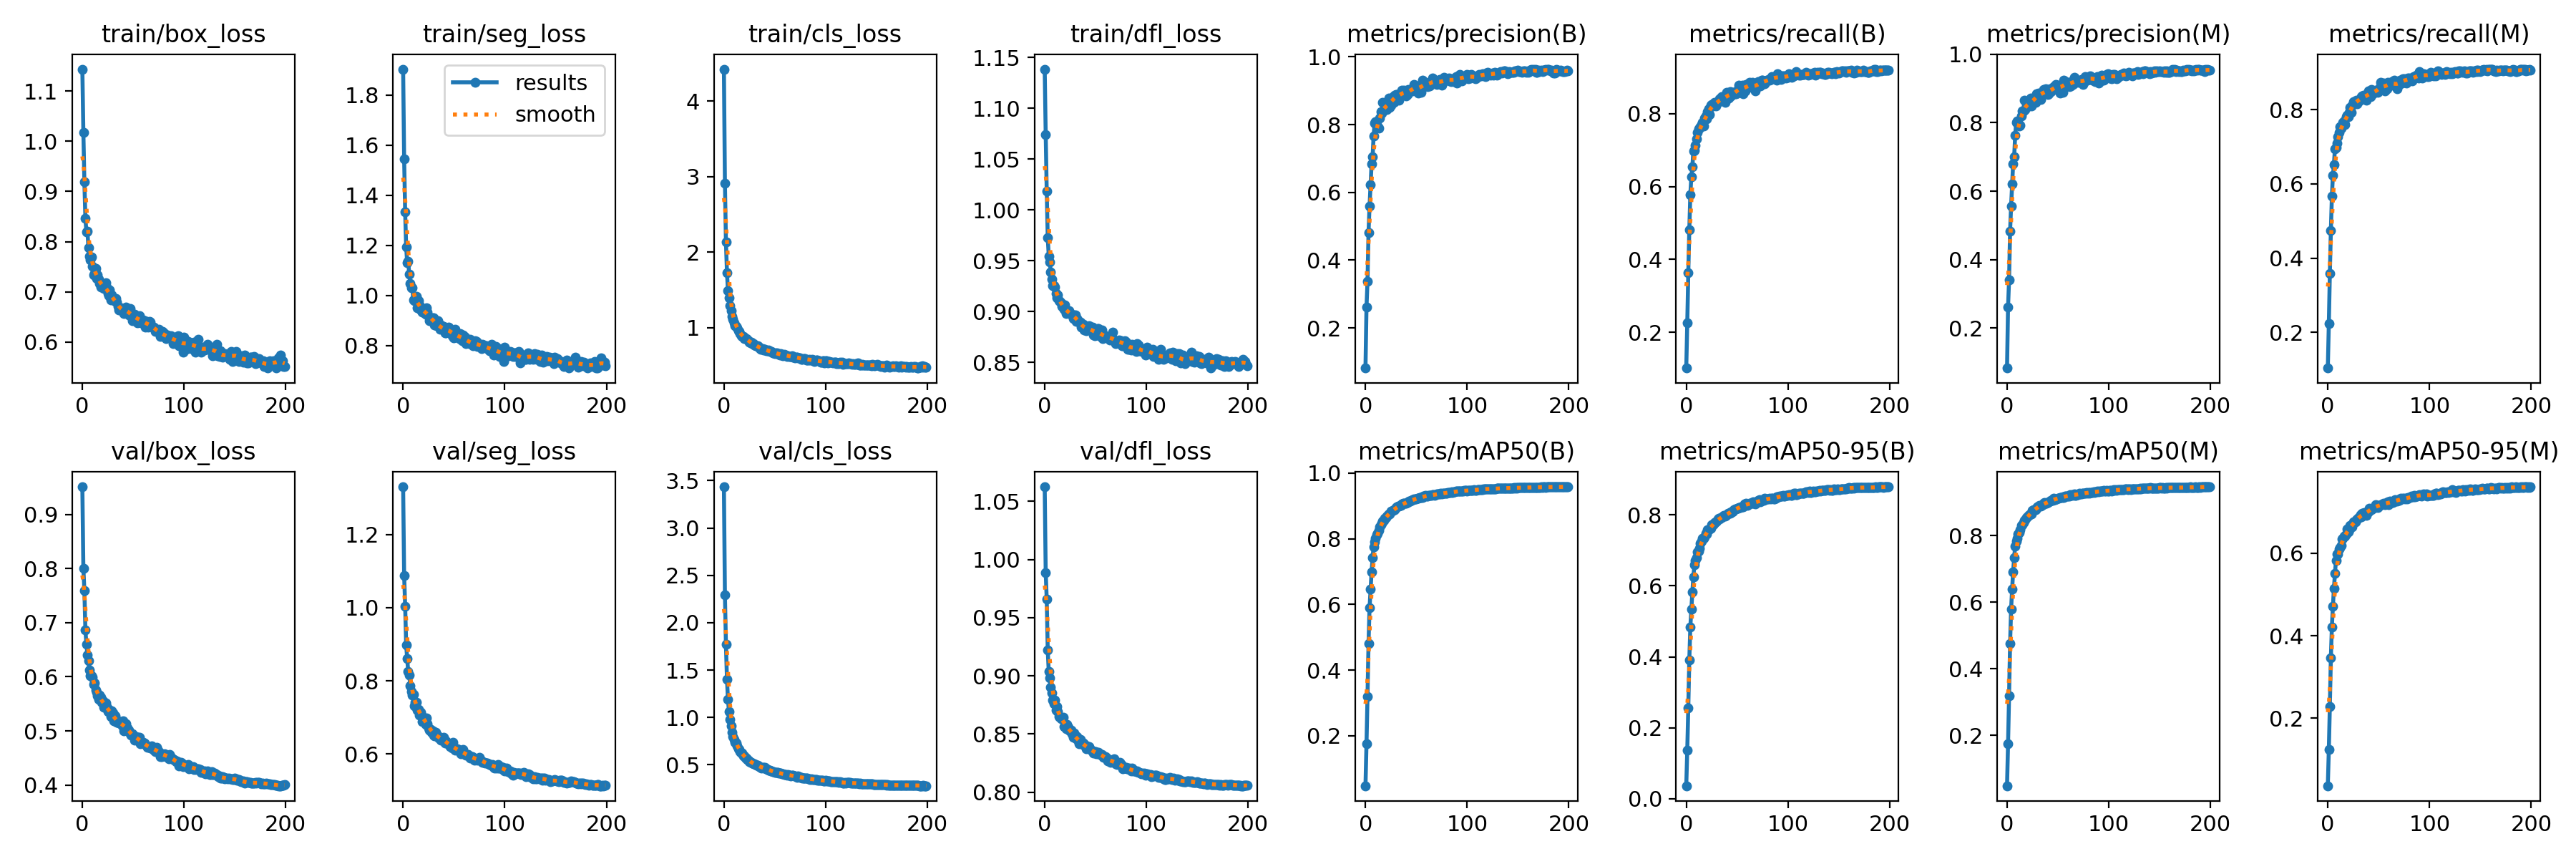 train/box_loss
train/seg_loss
train/cls_loss
train/dfl_loss
metrics/precision(B)
metrics/recall(B)
metrics/precision(M)
metrics/recall(M)
1.1
1.0
0.9
0.8
0.7
0.6
0 100 200
results
smooth
1.8
1.6
1.4
1.2
1.0
0.8
0 100 200
4
3
2
1
0 100 200
1.15
1.10
1.05
1.00
0.95
0.90
0.85
0 100 200
1.0
0.8
0.6
0.4
0.2
0 100 200
0.8
0.6
0.4
0.2
0 100 200
1.0
0.8
0.6
0.4
0.2
0 100 200
0.8
0.6
0.4
0.2
0 100 200
val/box_loss
val/seg_loss
val/cls_loss
val/dfl_loss
metrics/mAP50(B)
metrics/mAP50-95(B)
metrics/mAP50(M)
metrics/mAP50-95(M)
0.9
0.8
0.7
0.6
0.5
0.4
0 100 200
1.2
1.0
0.8
0.6
0 100 200
3.5
3.0
2.5
2.0
1.5
1.0
0.5
0 100 200
1.05
1.00
0.95
0.90
0.85
0.80
0 100 200
1.0
0.8
0.6
0.4
0.2
0 100 200
0.8
0.6
0.4
0.2
0.0
0 100 200
0.8
0.6
0.4
0.2
0 100 200
0.6
0.4
0.2
0 100 200